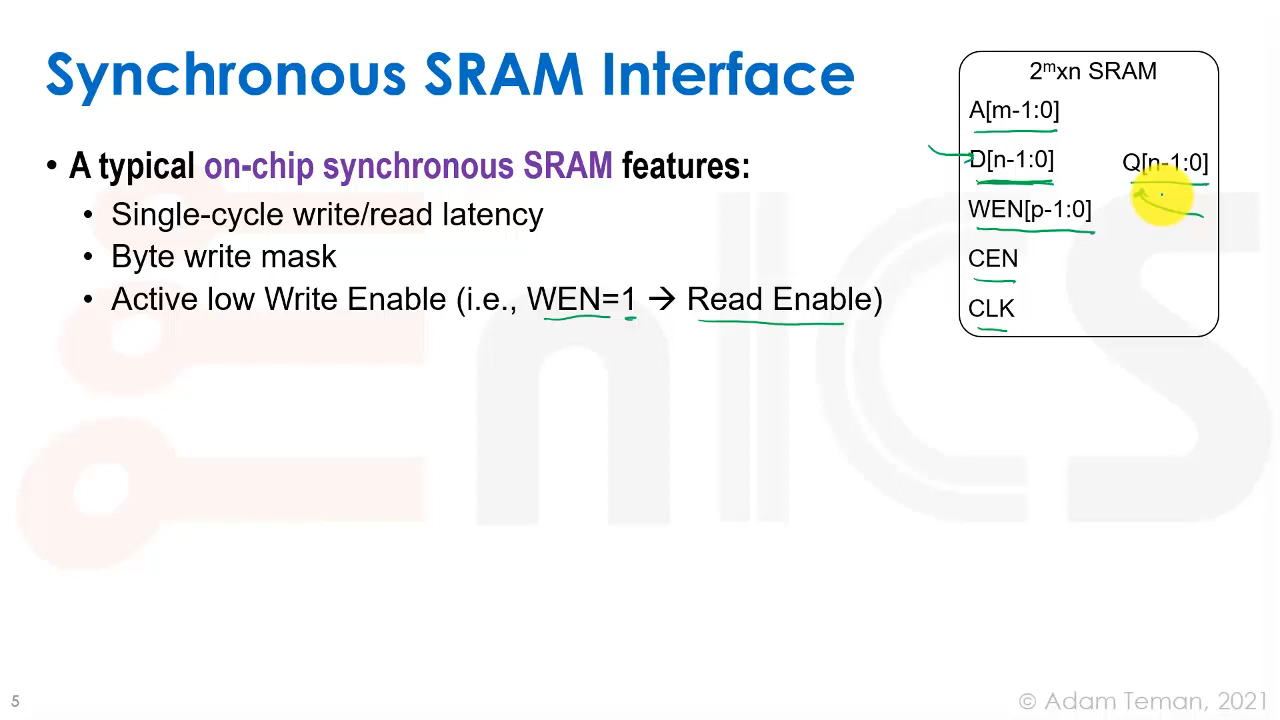 Synchronous SRAM Interface
• A typical on-chip synchronous SRAM features:
• Single-cycle write/read latency
• Byte write mask
• Active low Write Enable (i.e., WEN=1 → Read Enable)
2ᵐxn SRAM
A[m-1:0]
D[n-1:0]
Q[n-1:0]
WEN[p-1:0]
CEN
CLK
enICS
5
© Adam Teman, 2021